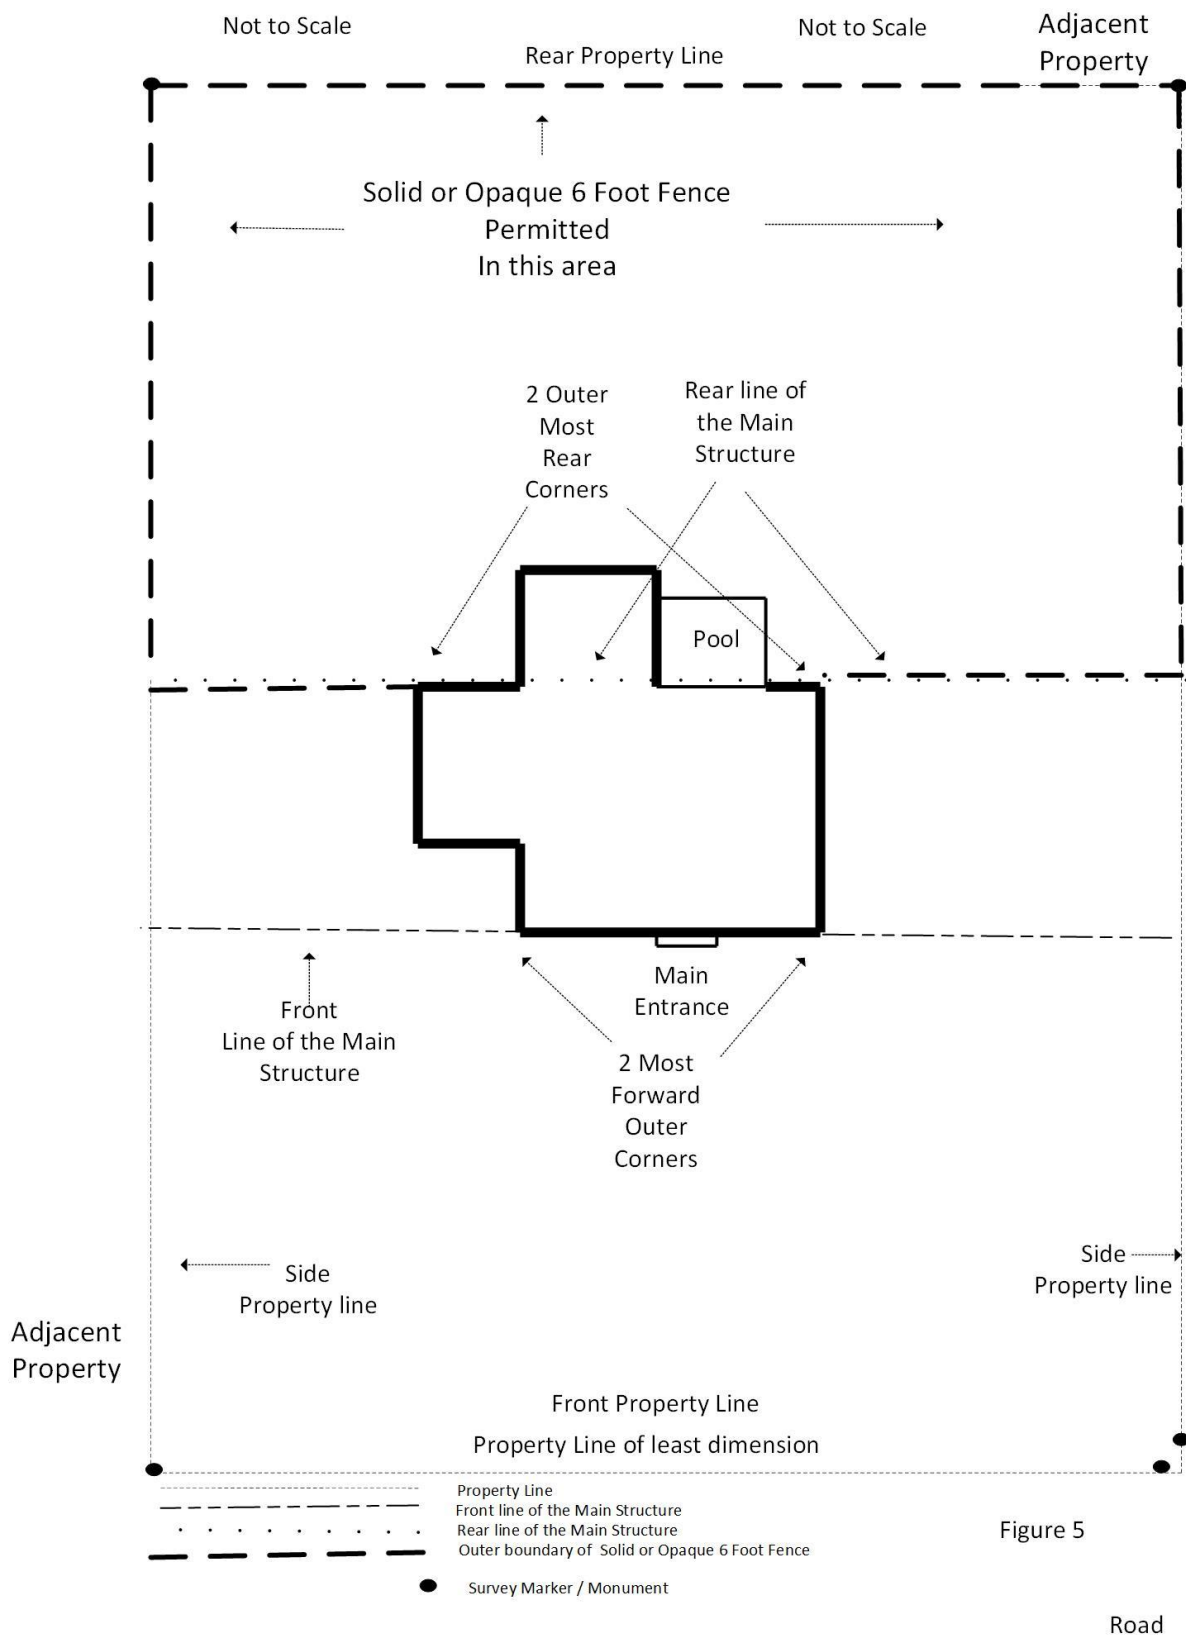 Not to Scale
Not to Scale
Adjacent
Property
Rear Property Line
Solid or Opaque 6 Foot Fence
Permitted
In this area
2 Outer
Most
Rear
Corners
Rear line of
the Main
Structure
Pool
Main
Entrance
Front
Line of the Main
Structure
2 Most
Forward
Outer
Corners
Side
Property line
Side
Property line
Adjacent
Property
Front Property Line
Property Line of least dimension
Property Line
Front line of the Main Structure
Rear line of the Main Structure
Outer boundary of Solid or Opaque 6 Foot Fence
Survey Marker / Monument
Figure 5
Road